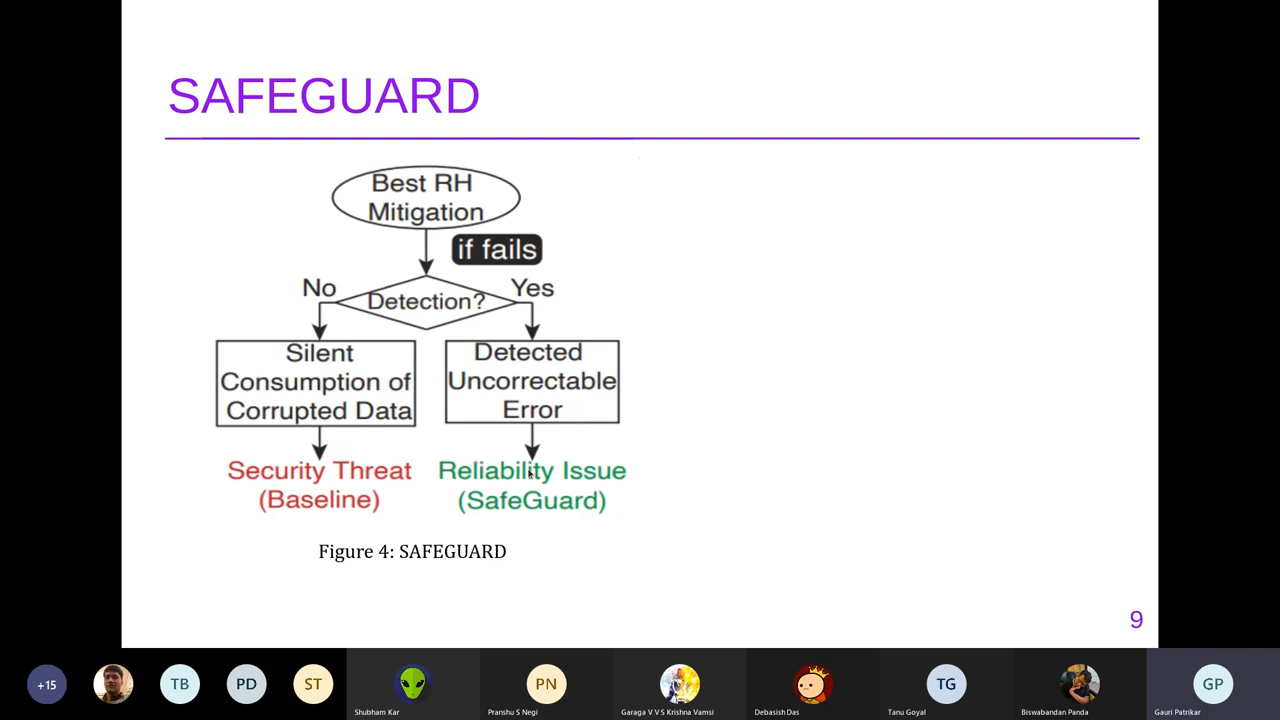 SAFEGUARD
Best RH
Mitigation
if fails
No
Detection?
Yes
Silent
Consumption of
Corrupted Data
Detected
Uncorrectable
Error
Security Threat
(Baseline)
Reliability Issue
(SafeGuard)
Figure 4: SAFEGUARD
9
+15
TB
PD
ST
PN
TG
GP
Shubham Kar
Pranshu S Negi
Garaga V V S Krishna Vamsi
Debasish Das
Tanu Goyal
Biswabandan Panda
Gauri Patrikar